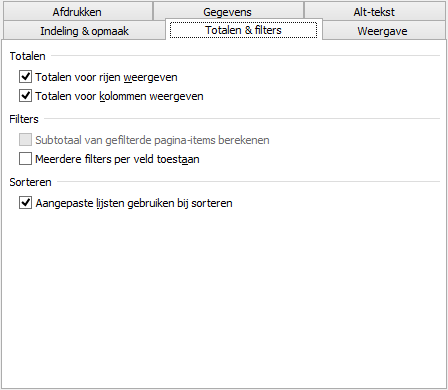 Afdrukken Gegevens Alt-tekst
Indeling & opmaak Totalen & filters Weergave
Totalen
Totalen voor rijen weergeven
Totalen voor kolommen weergeven
Filters
Subtotaal van gefilterde pagina-items berekenen
Meerdere filters per veld toestaan
Sorteren
Aangepaste lijsten gebruiken bij sorteren